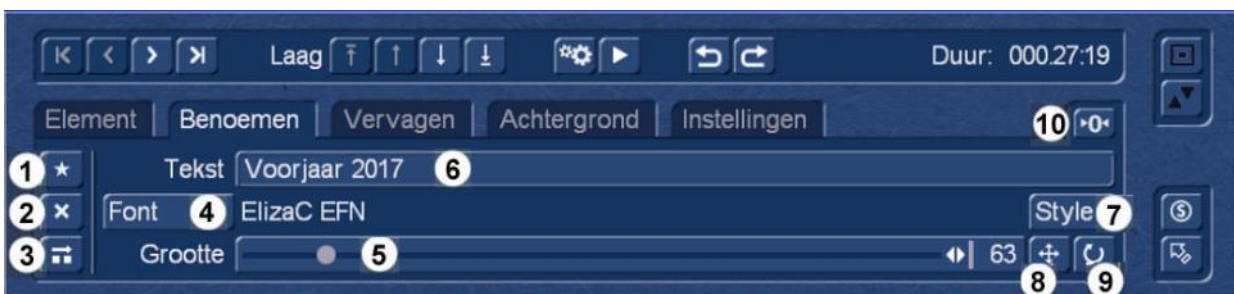 Laag Duur: 000.27:19
Element Benoemen Vervagen Achtergrond Instellingen 10 0
1 Tekst Voorjaar 2017 6
2 Font 4 ElizaC EFN Style 7
3 Grootte 5 63
8 9